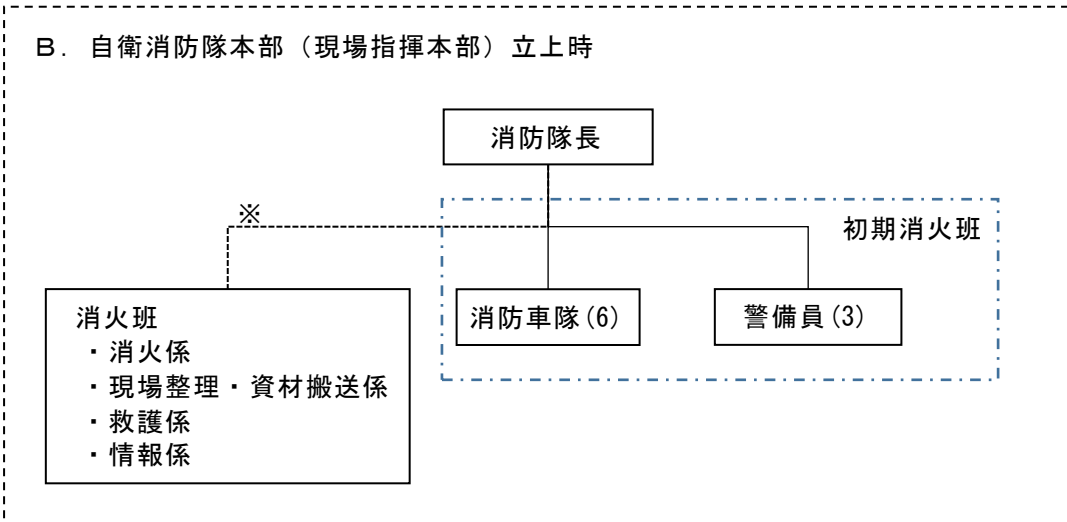 Ｂ．自衛消防隊本部（現場指揮本部）立上時
消防隊長
※
初期消火班
消防車隊(6)
警備員(3)
消火班
・消火係
・現場整理・資材搬送係
・救護係
・情報係